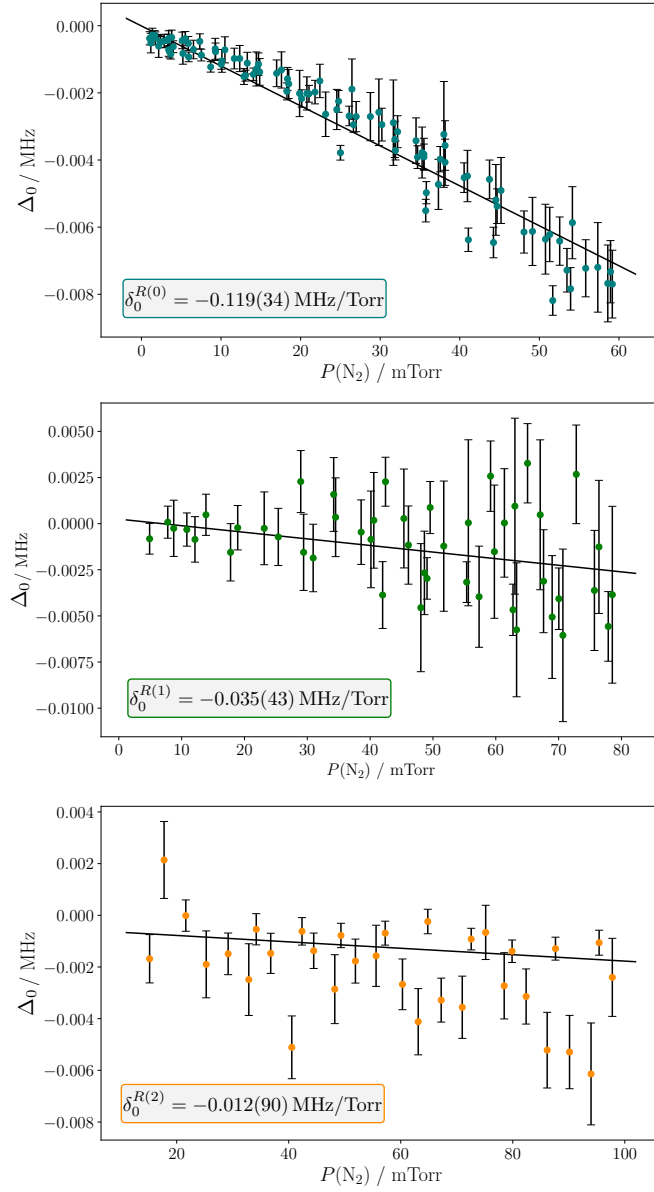 0.000
−0.002
−0.004
−0.006
−0.008
Δ₀ / MHz
δ₀^{R(0)} = −0.119(34) MHz/Torr
0 10 20 30 40 50 60
P(N₂) / mTorr
0.0050
0.0025
0.0000
−0.0025
−0.0050
−0.0075
−0.0100
Δ₀ / MHz
δ₀^{R(1)} = −0.035(43) MHz/Torr
0 10 20 30 40 50 60 70 80
P(N₂) / mTorr
0.004
0.002
0.000
−0.002
−0.004
−0.006
−0.008
Δ₀ / MHz
δ₀^{R(2)} = −0.012(90) MHz/Torr
20 40 60 80 100
P(N₂) / mTorr